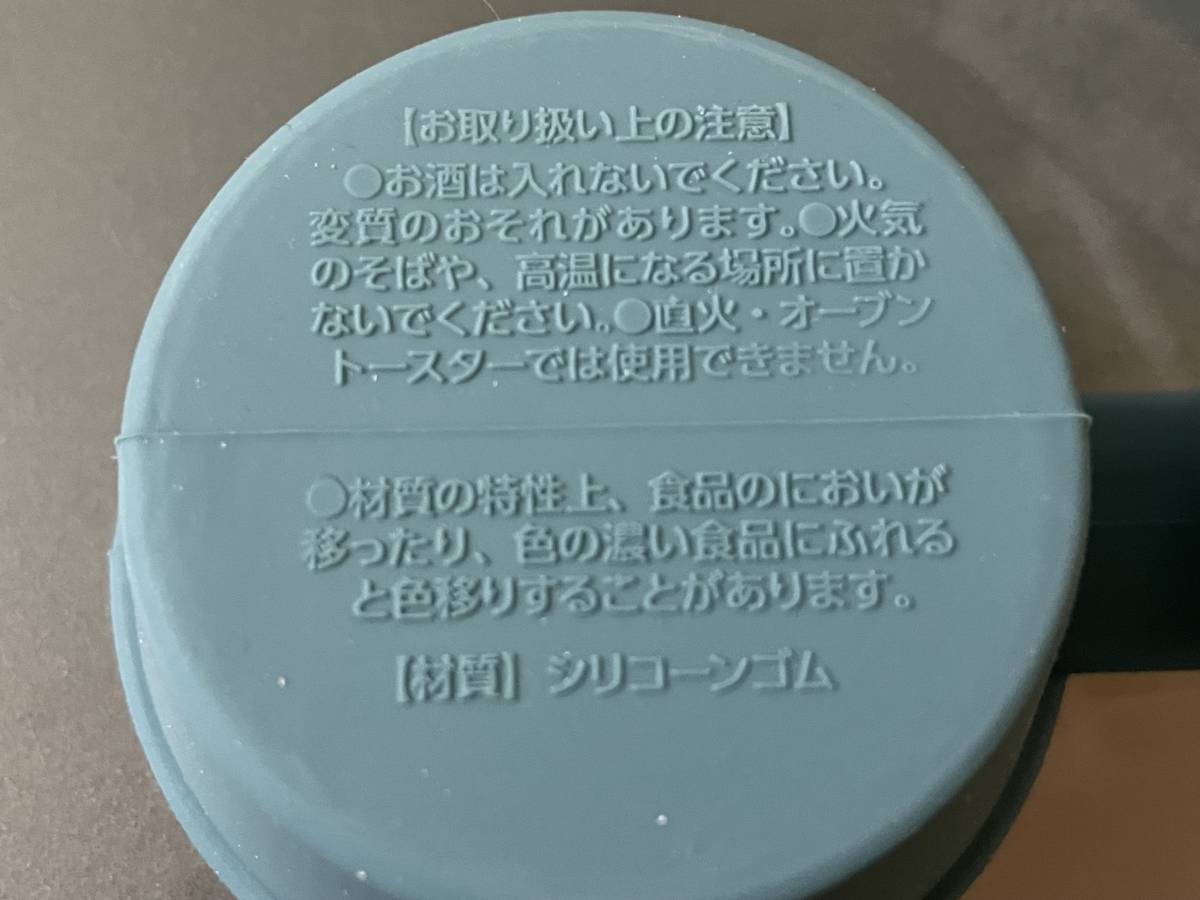 【お取り扱い上の注意】
○お酒は入れないでください。
変質のおそれがあります。○火気
のそばや、高温になる場所に置か
ないでください。○直火・オーブン
トースターでは使用できません。
○材質の特性上、食品のにおいが
移ったり、色の濃い食品にふれる
と色移りすることがあります。
【材質】シリコーンゴム